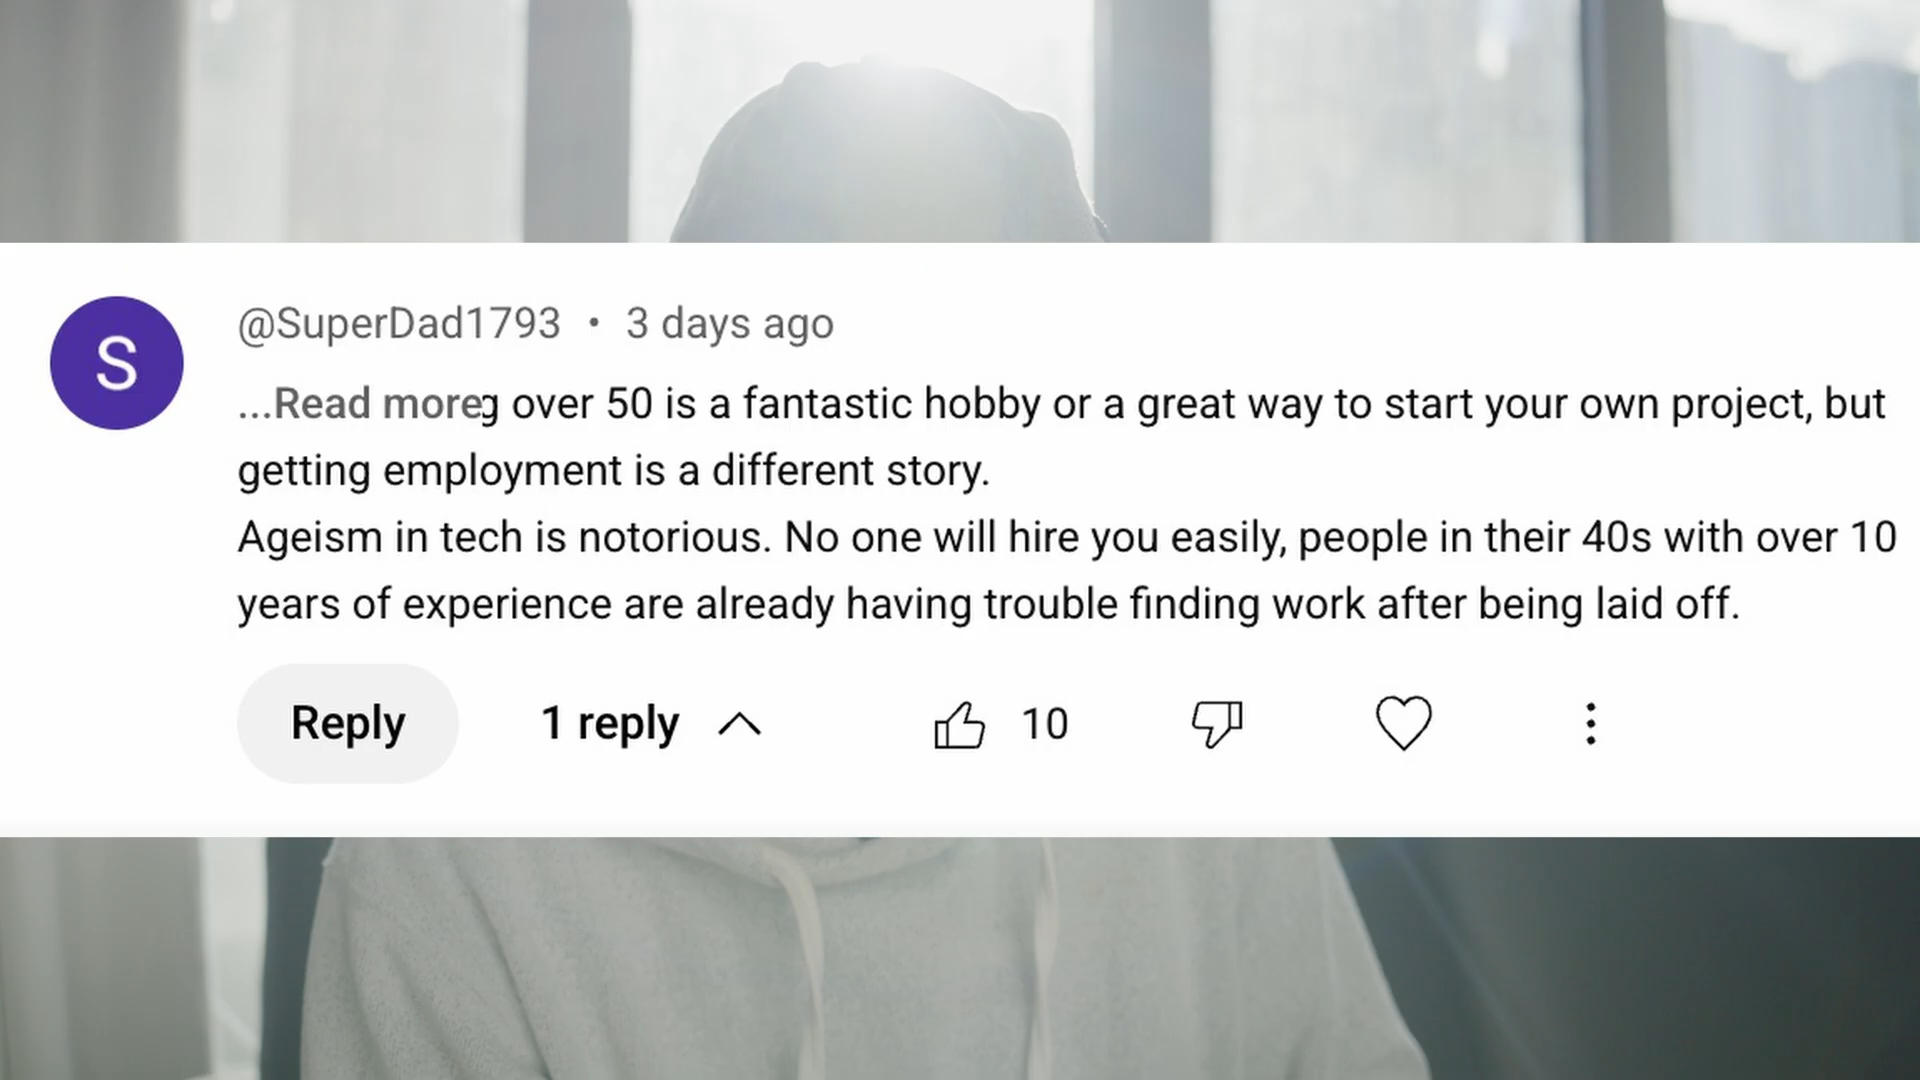 S
@SuperDad1793 • 3 days ago
...Read more over 50 is a fantastic hobby or a great way to start your own project, but
getting employment is a different story.
Ageism in tech is notorious. No one will hire you easily, people in their 40s with over 10
years of experience are already having trouble finding work after being laid off.
Reply
1 reply
10